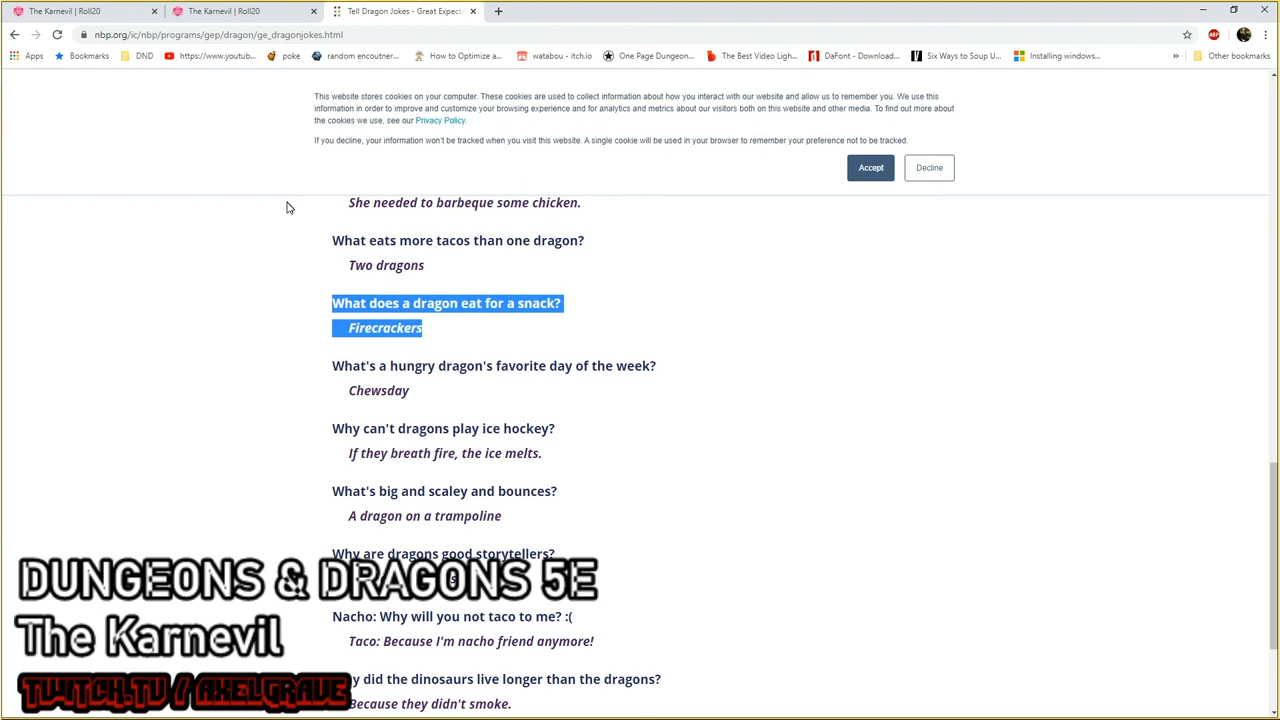 The Karnevil | Roll20
The Karnevil | Roll20
Tell Dragon Jokes - Great Expect
nbp.org/ic/nbp/programs/gep/dragon/ge_dragonjokes.html
ABP
Apps
Bookmarks
DND
https://www.youtub...
poke
random encoutner...
How to Optimize a...
watabou - itch.io
One Page Dungeon...
The Best Video Ligh...
DaFont - Download...
Six Ways to Soup U...
Installing windows...
»
Other bookmarks
This website stores cookies on your computer. These cookies are used to collect information about how you interact with our website and allow us to remember you. We use this
information in order to improve and customize your browsing experience and for analytics and metrics about our visitors both on this website and other media. To find out more about
the cookies we use, see our Privacy Policy.
If you decline, your information won't be tracked when you visit this website. A single cookie will be used in your browser to remember your preference not to be tracked.
Accept
Decline
She needed to barbeque some chicken.
What eats more tacos than one dragon?
Two dragons
What does a dragon eat for a snack?
Firecrackers
What's a hungry dragon's favorite day of the week?
Chewsday
Why can't dragons play ice hockey?
If they breath fire, the ice melts.
What's big and scaley and bounces?
A dragon on a trampoline
Why are dragons good storytellers?
DUNGEONS & DRAGONS 5E
Nacho: Why will you not taco to me? :(
The Karnevil
Taco: Because I'm nacho friend anymore!
did the dinosaurs live longer than the dragons?
TWITCH.TV / AXELGRAVE
Because they didn't smoke.